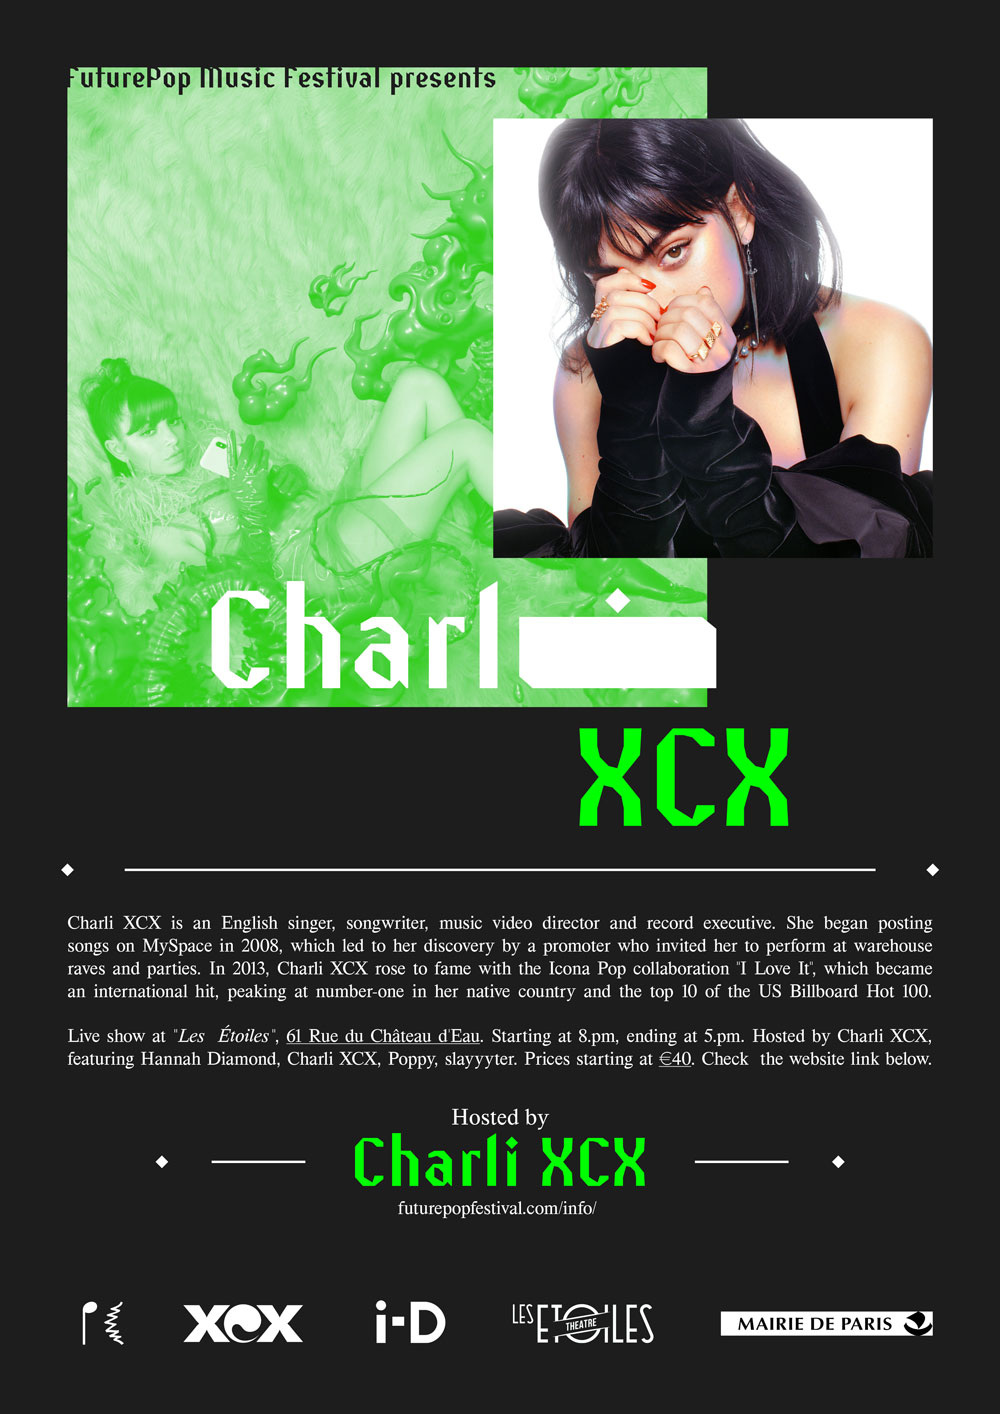 FuturePop Music Festival presents
Charli
XCX
Charli XCX is an English singer, songwriter, music video director and record executive. She began posting
songs on MySpace in 2008, which led to her discovery by a promoter who invited her to perform at warehouse
raves and parties. In 2013, Charli XCX rose to fame with the Icona Pop collaboration "I Love It", which became
an international hit, peaking at number-one in her native country and the top 10 of the US Billboard Hot 100.
Live show at "Les Étoiles", 61 Rue du Château d'Eau. Starting at 8.pm, ending at 5.pm. Hosted by Charli XCX,
featuring Hannah Diamond, Charli XCX, Poppy, slayyyter. Prices starting at €40. Check the website link below.
Hosted by
Charli XCX
futurepopfestival.com/info/
XCX
i-D
LES ETOILES
THEATRE
MAIRIE DE PARIS